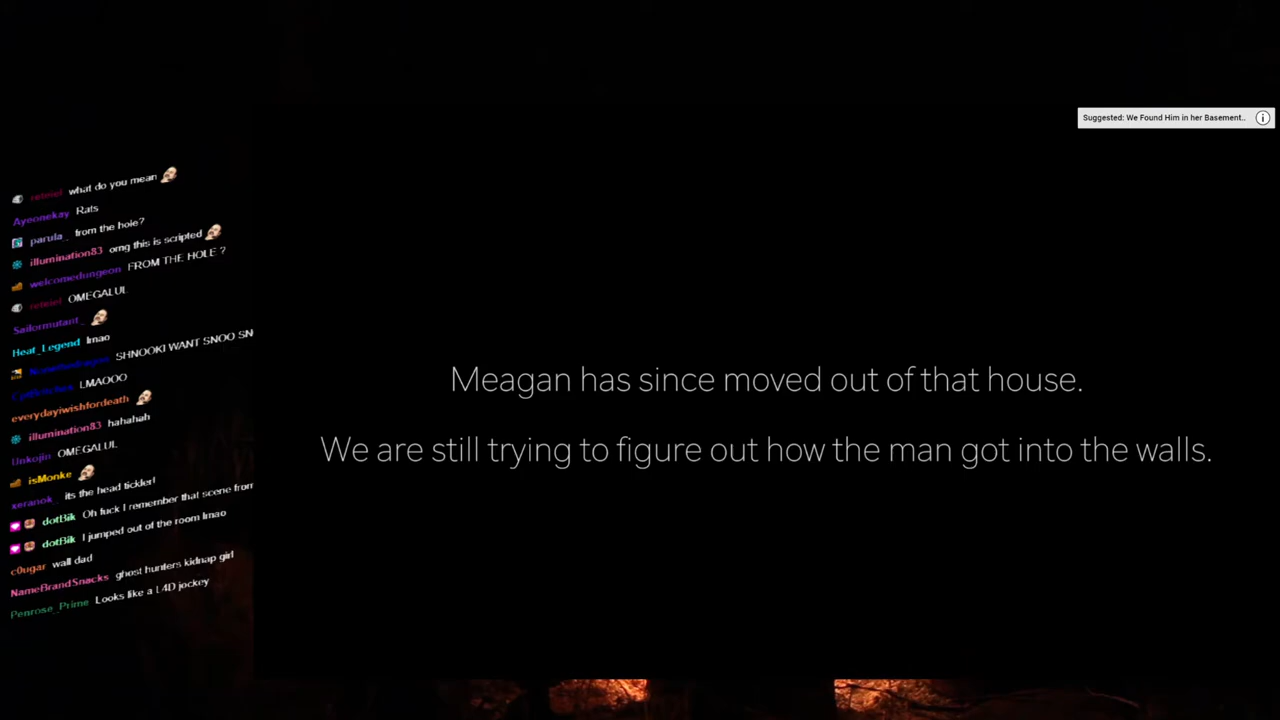 Suggested: We Found Him in her Basement..
what do you mean
Ayeonekay Rats
parula_ from the hole?
illumination83 omg this is scripted
welcomedungeon FROM THE HOLE ?
OMEGALUL
Sailormutant_
Heat_Legend lmao
SHNOOKI WANT SNOO SN
LMAOOO
everydayiwishfordeath
illumination83 hahahah
Unkojin OMEGALUL
isMonke
xeranok_ its the head tickler!
dotBik Oh fuck I remember that scene from
dotBik I jumped out of the room lmao
c0ugar wall dad
NameBrandSnacks ghost hunters kidnap girl
Penrose_Prime Looks like a L4D jockey
Meagan has since moved out of that house.
We are still trying to figure out how the man got into the walls.